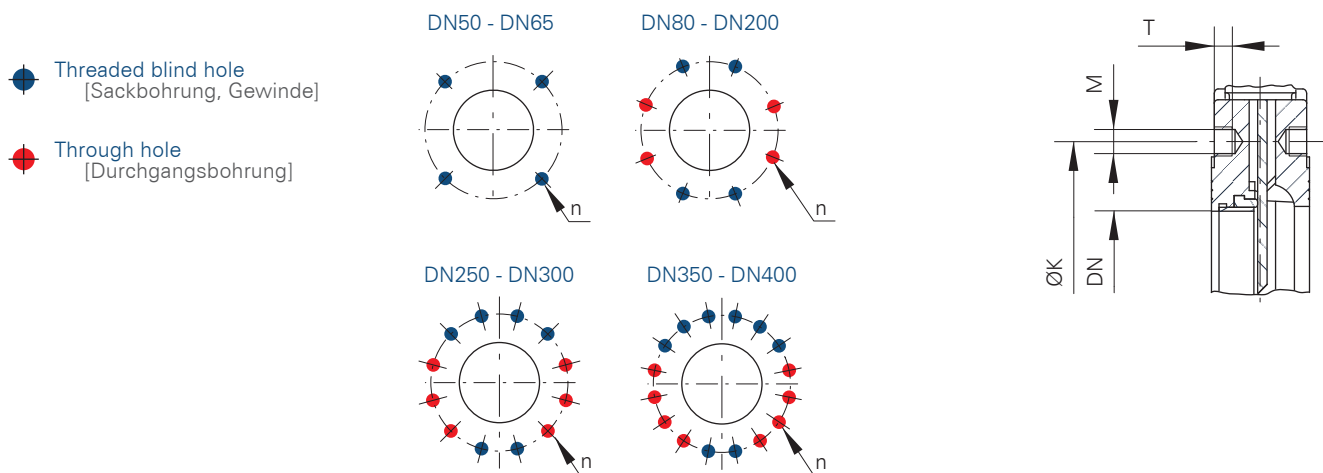 Threaded blind hole
[Sackbohrung, Gewinde]
Through hole
[Durchgangsbohrung]
DN50 - DN65
n
DN80 - DN200
n
DN250 - DN300
n
DN350 - DN400
n
T
M
ØK
DN